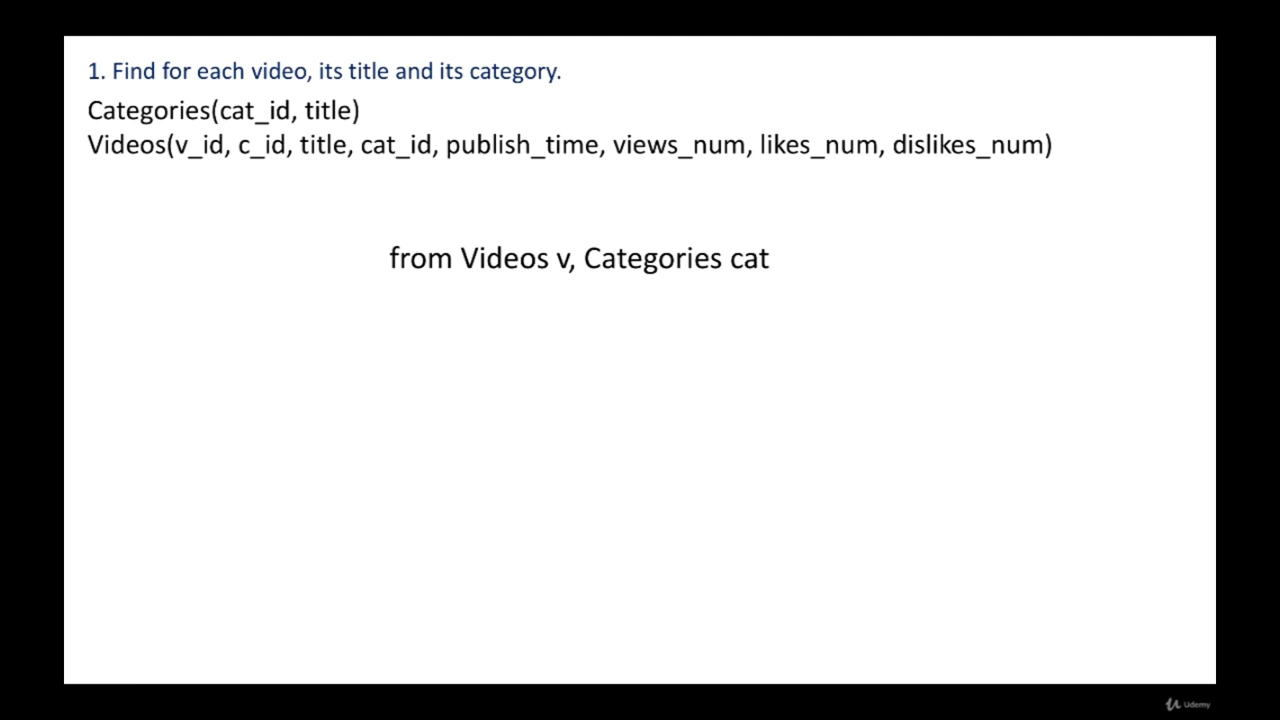 1. Find for each video, its title and its category.
Categories(cat_id, title)
Videos(v_id, c_id, title, cat_id, publish_time, views_num, likes_num, dislikes_num)
from Videos v, Categories cat
Udemy